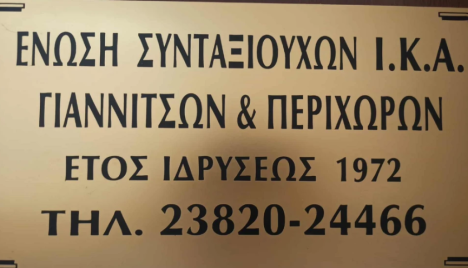 ΕΝΩΣΗ ΣΥΝΤΑΞΙΟΥΧΩΝ Ι.Κ.Α.
ΓΙΑΝΝΙΤΣΩΝ & ΠΕΡΙΧΩΡΩΝ
ΕΤΟΣ ΙΔΡΥΣΕΩΣ 1972
ΤΗΛ. 23820-24466